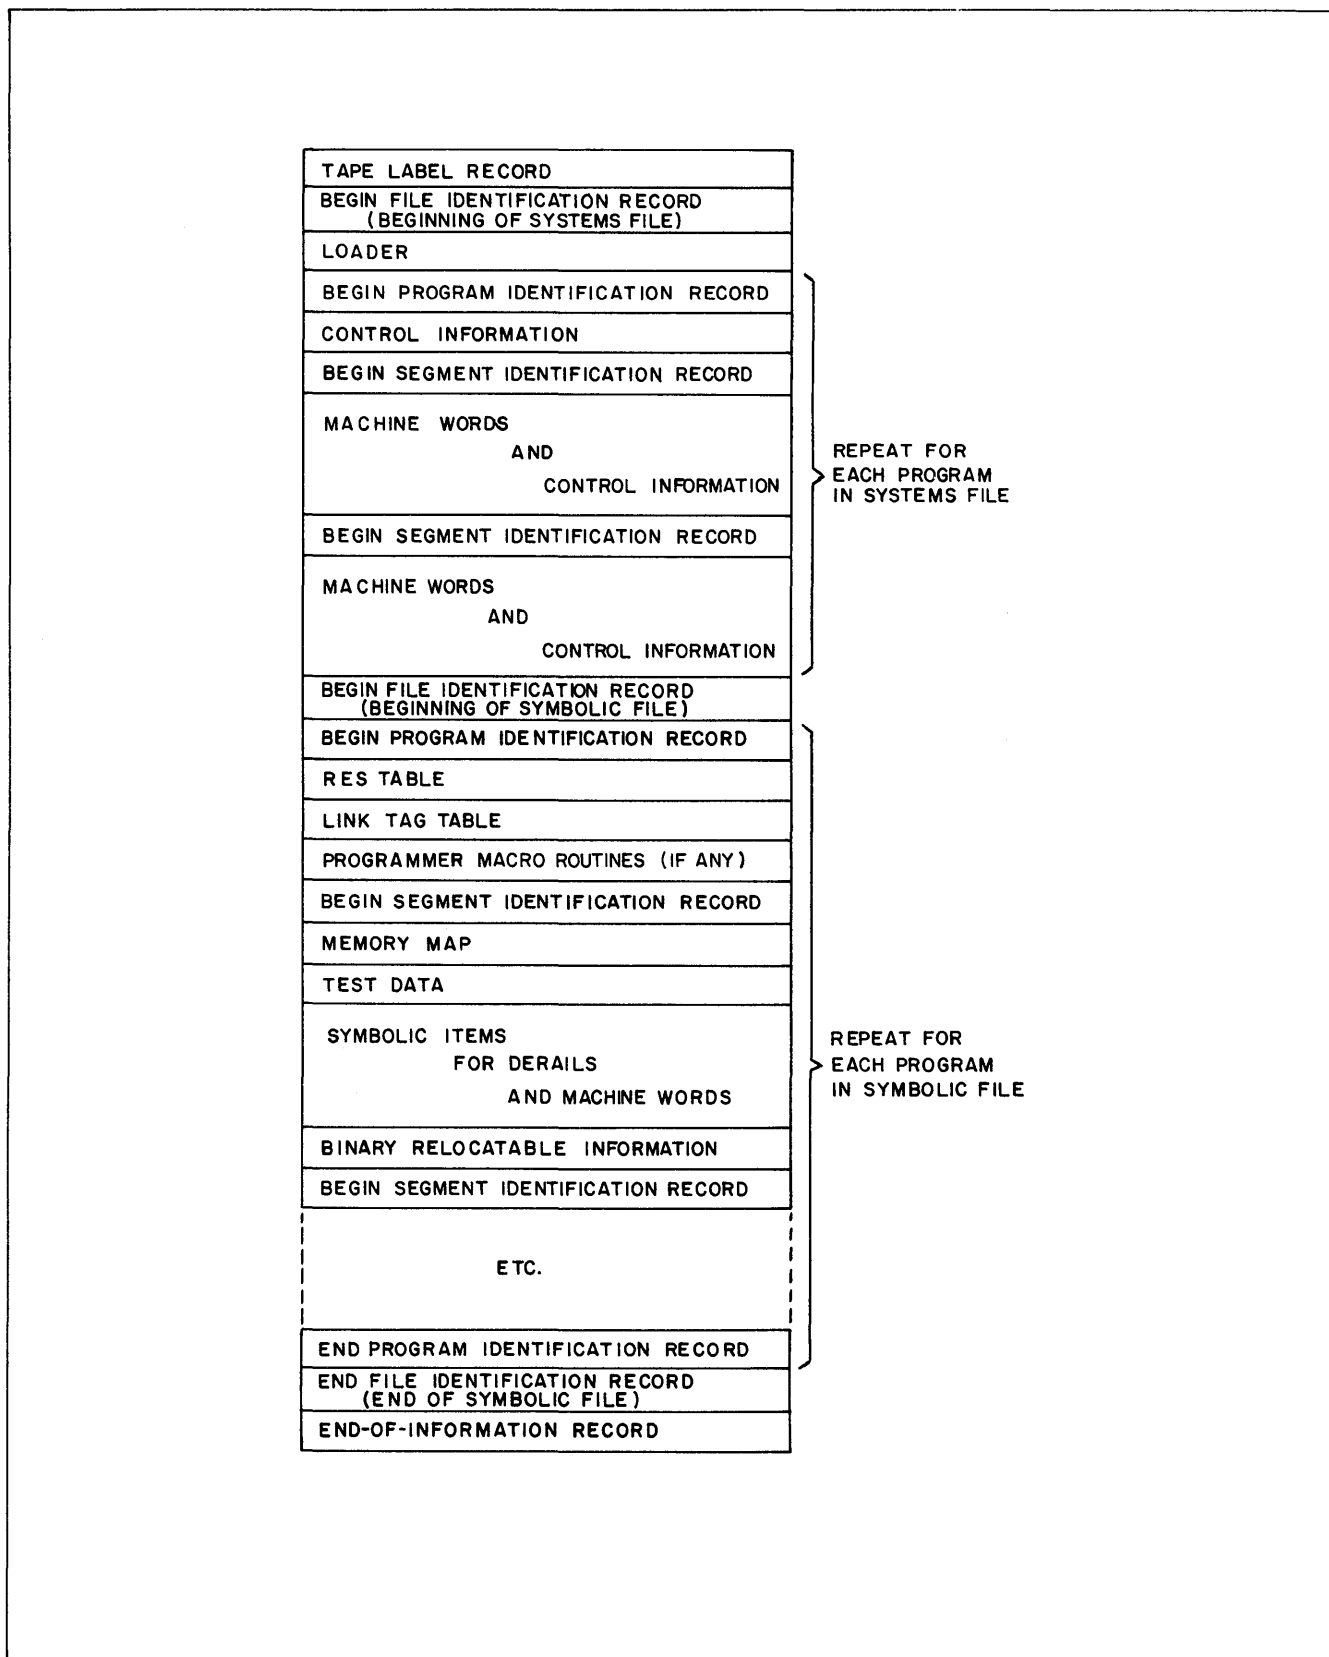 TAPE LABEL RECORD
BEGIN FILE IDENTIFICATION RECORD
(BEGINNING OF SYSTEMS FILE)
LOADER
BEGIN PROGRAM IDENTIFICATION RECORD
CONTROL INFORMATION
BEGIN SEGMENT IDENTIFICATION RECORD
MACHINE WORDS
AND
CONTROL INFORMATION
REPEAT FOR
EACH PROGRAM
IN SYSTEMS FILE
BEGIN SEGMENT IDENTIFICATION RECORD
MACHINE WORDS
AND
CONTROL INFORMATION
BEGIN FILE IDENTIFICATION RECORD
(BEGINNING OF SYMBOLIC FILE)
BEGIN PROGRAM IDENTIFICATION RECORD
RES TABLE
LINK TAG TABLE
PROGRAMMER MACRO ROUTINES (IF ANY)
BEGIN SEGMENT IDENTIFICATION RECORD
MEMORY MAP
TEST DATA
SYMBOLIC ITEMS
FOR DERAILS
AND MACHINE WORDS
REPEAT FOR
EACH PROGRAM
IN SYMBOLIC FILE
BINARY RELOCATABLE INFORMATION
BEGIN SEGMENT IDENTIFICATION RECORD
ETC.
END PROGRAM IDENTIFICATION RECORD
END FILE IDENTIFICATION RECORD
(END OF SYMBOLIC FILE)
END-OF-INFORMATION RECORD